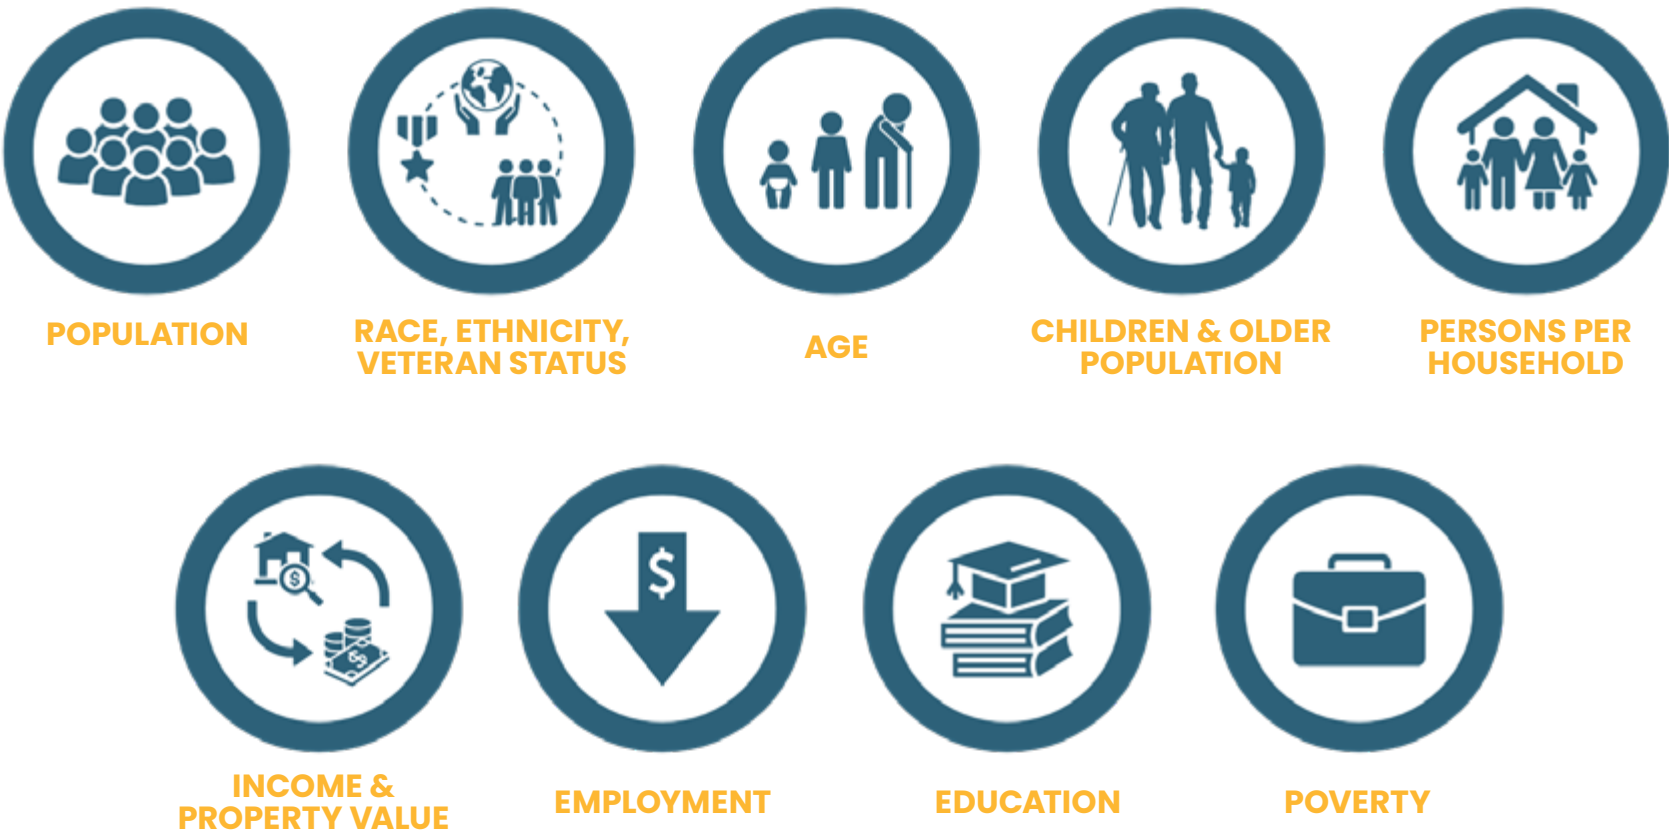 POPULATION
RACE, ETHNICITY,
VETERAN STATUS
AGE
CHILDREN & OLDER
POPULATION
PERSONS PER
HOUSEHOLD
$
$
$
INCOME &
PROPERTY VALUE
EMPLOYMENT
EDUCATION
POVERTY